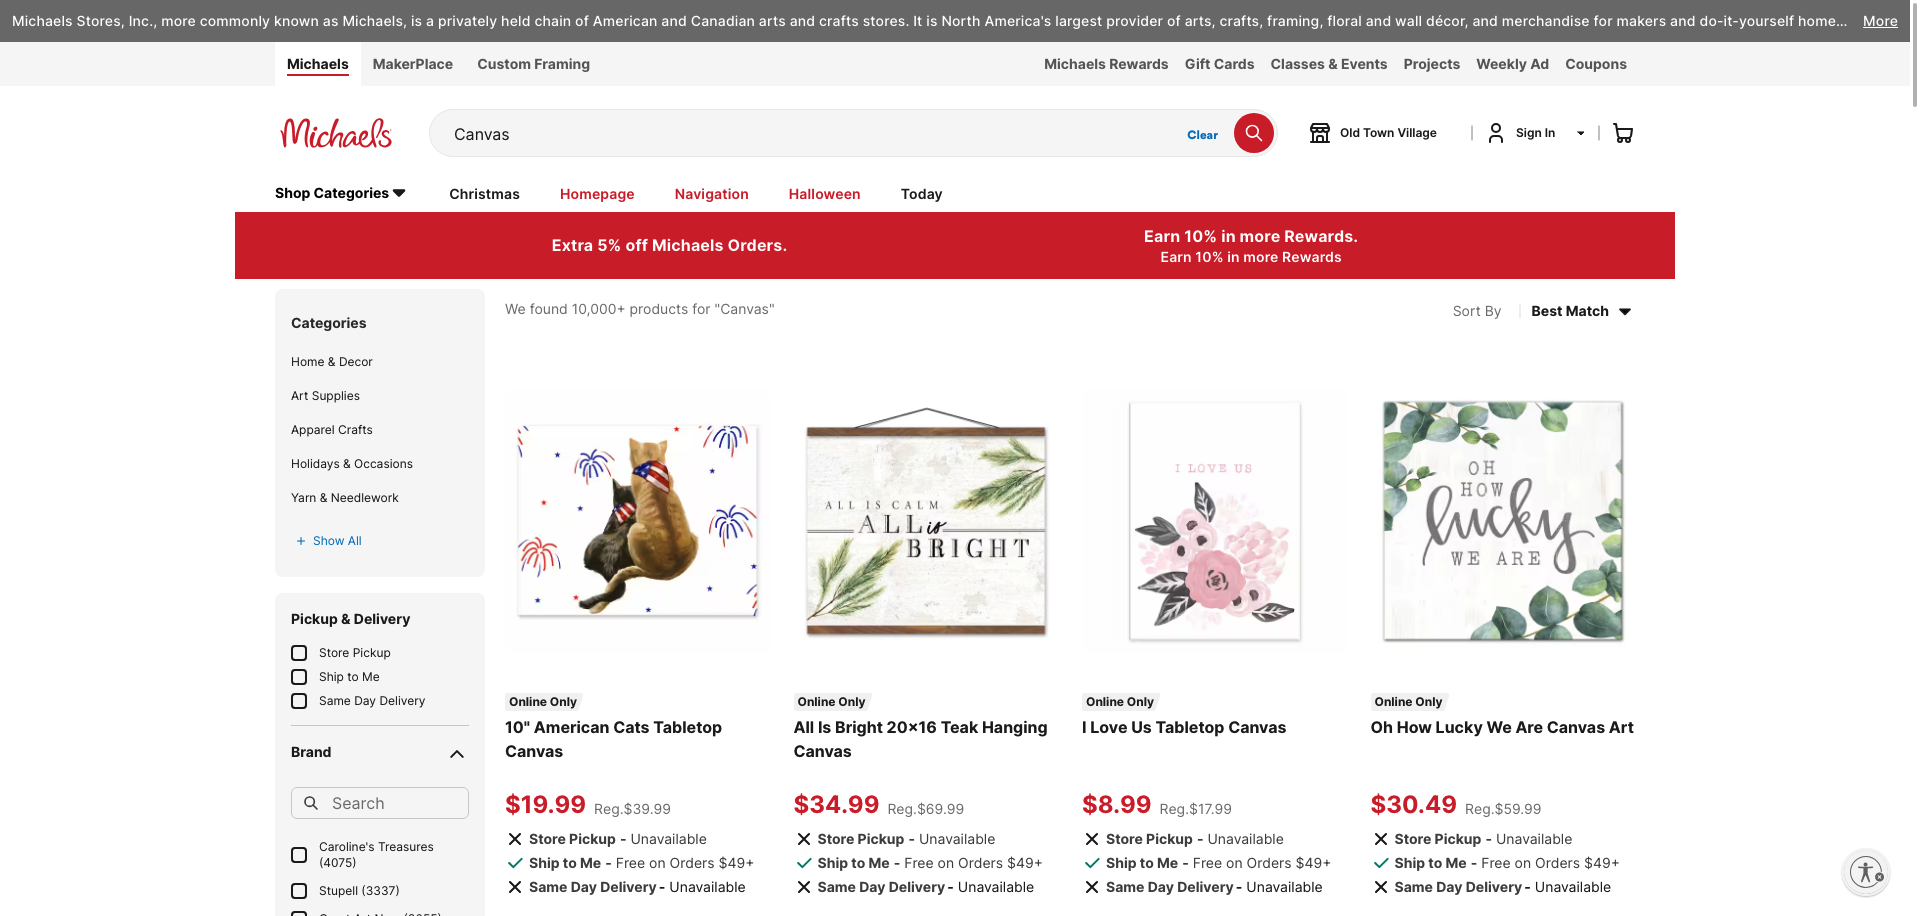 Michaels Stores, Inc., more commonly known as Michaels, is a privately held chain of American and Canadian arts and crafts stores. It is North America's largest provider of arts, crafts, framing, floral and wall décor, and merchandise for makers and do-it-yourself home... More
Michaels MakerPlace Custom Framing Michaels Rewards Gift Cards Classes & Events Projects Weekly Ad Coupons
Michaels Canvas Clear Old Town Village Sign In
Shop Categories Christmas Homepage Navigation Halloween Today
Extra 5% off Michaels Orders.
Earn 10% in more Rewards.
Earn 10% in more Rewards
Categories
Home & Decor
Art Supplies
Apparel Crafts
Holidays & Occasions
Yarn & Needlework
+ Show All
Pickup & Delivery
Store Pickup
Ship to Me
Same Day Delivery
Brand
Search
Caroline's Treasures
(4075)
Stupell (3337)
We found 10,000+ products for "Canvas"
Sort By Best Match
ALL IS CALM
ALL is
BRIGHT
I LOVE US
OH
HOW
lucky
WE ARE
Online Only
10" American Cats Tabletop
Canvas
$19.99 Reg.$39.99
Store Pickup - Unavailable
Ship to Me - Free on Orders $49+
Same Day Delivery - Unavailable
Online Only
All Is Bright 20x16 Teak Hanging
Canvas
$34.99 Reg.$69.99
Store Pickup - Unavailable
Ship to Me - Free on Orders $49+
Same Day Delivery - Unavailable
Online Only
I Love Us Tabletop Canvas
$8.99 Reg.$17.99
Store Pickup - Unavailable
Ship to Me - Free on Orders $49+
Same Day Delivery - Unavailable
Online Only
Oh How Lucky We Are Canvas Art
$30.49 Reg.$59.99
Store Pickup - Unavailable
Ship to Me - Free on Orders $49+
Same Day Delivery - Unavailable